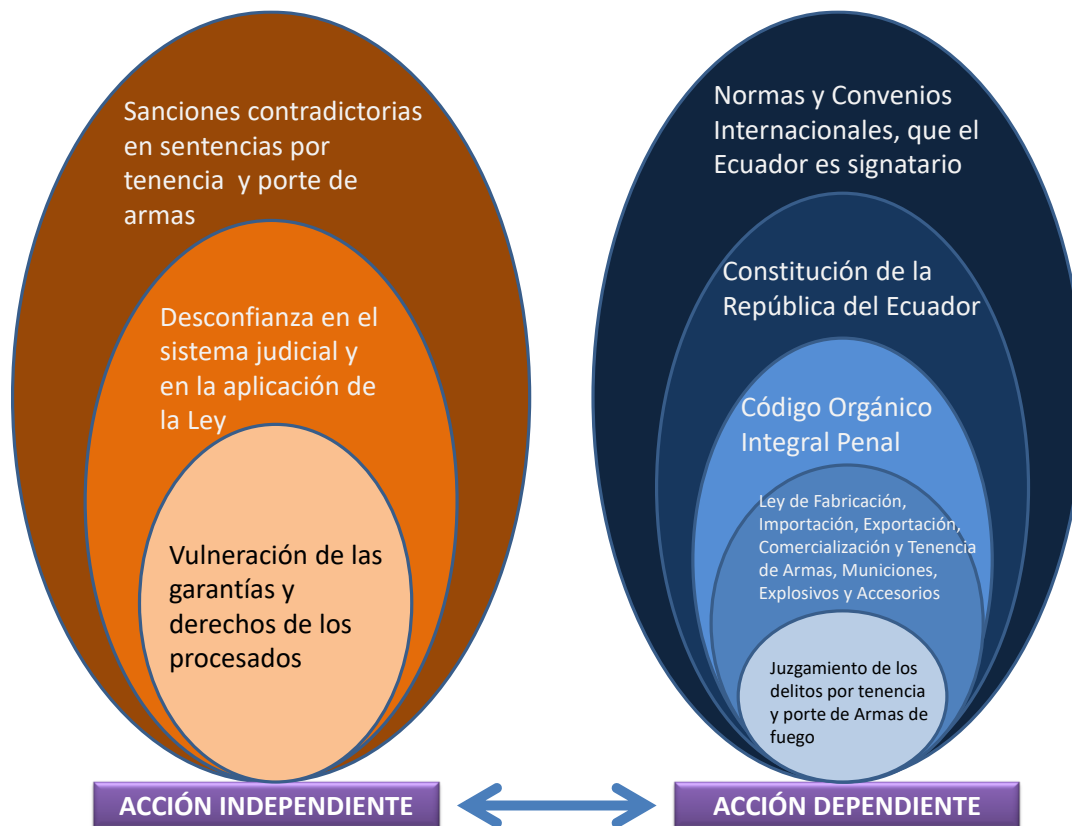 Sanciones contradictorias
en sentencias por
tenencia y porte de
armas
Desconfianza en el
sistema judicial y
en la aplicación de
la Ley
Vulneración de las
garantías y
derechos de los
procesados
ACCIÓN INDEPENDIENTE
Normas y Convenios
Internacionales, que el
Ecuador es signatario
Constitución de la
República del Ecuador
Código Orgánico
Integral Penal
Ley de Fabricación,
Importación, Exportación,
Comercialización y Tenencia
de Armas, Municiones,
Explosivos y Accesorios
Juzgamiento de los
delitos por tenencia
y porte de Armas de
fuego
ACCIÓN DEPENDIENTE